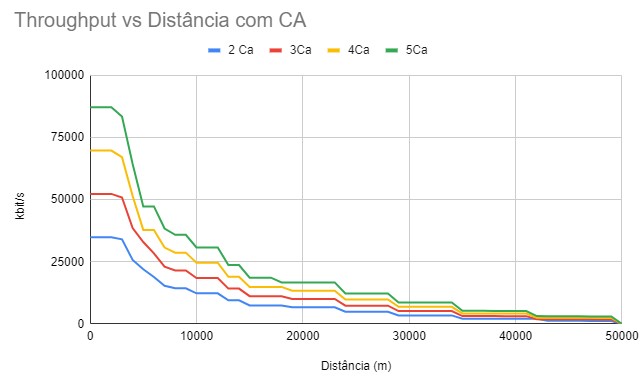 Throughput vs Distância com CA
2 Ca 3Ca 4Ca 5Ca
100000
75000
50000
25000
0
kbit/s
0 10000 20000 30000 40000 50000
Distância (m)